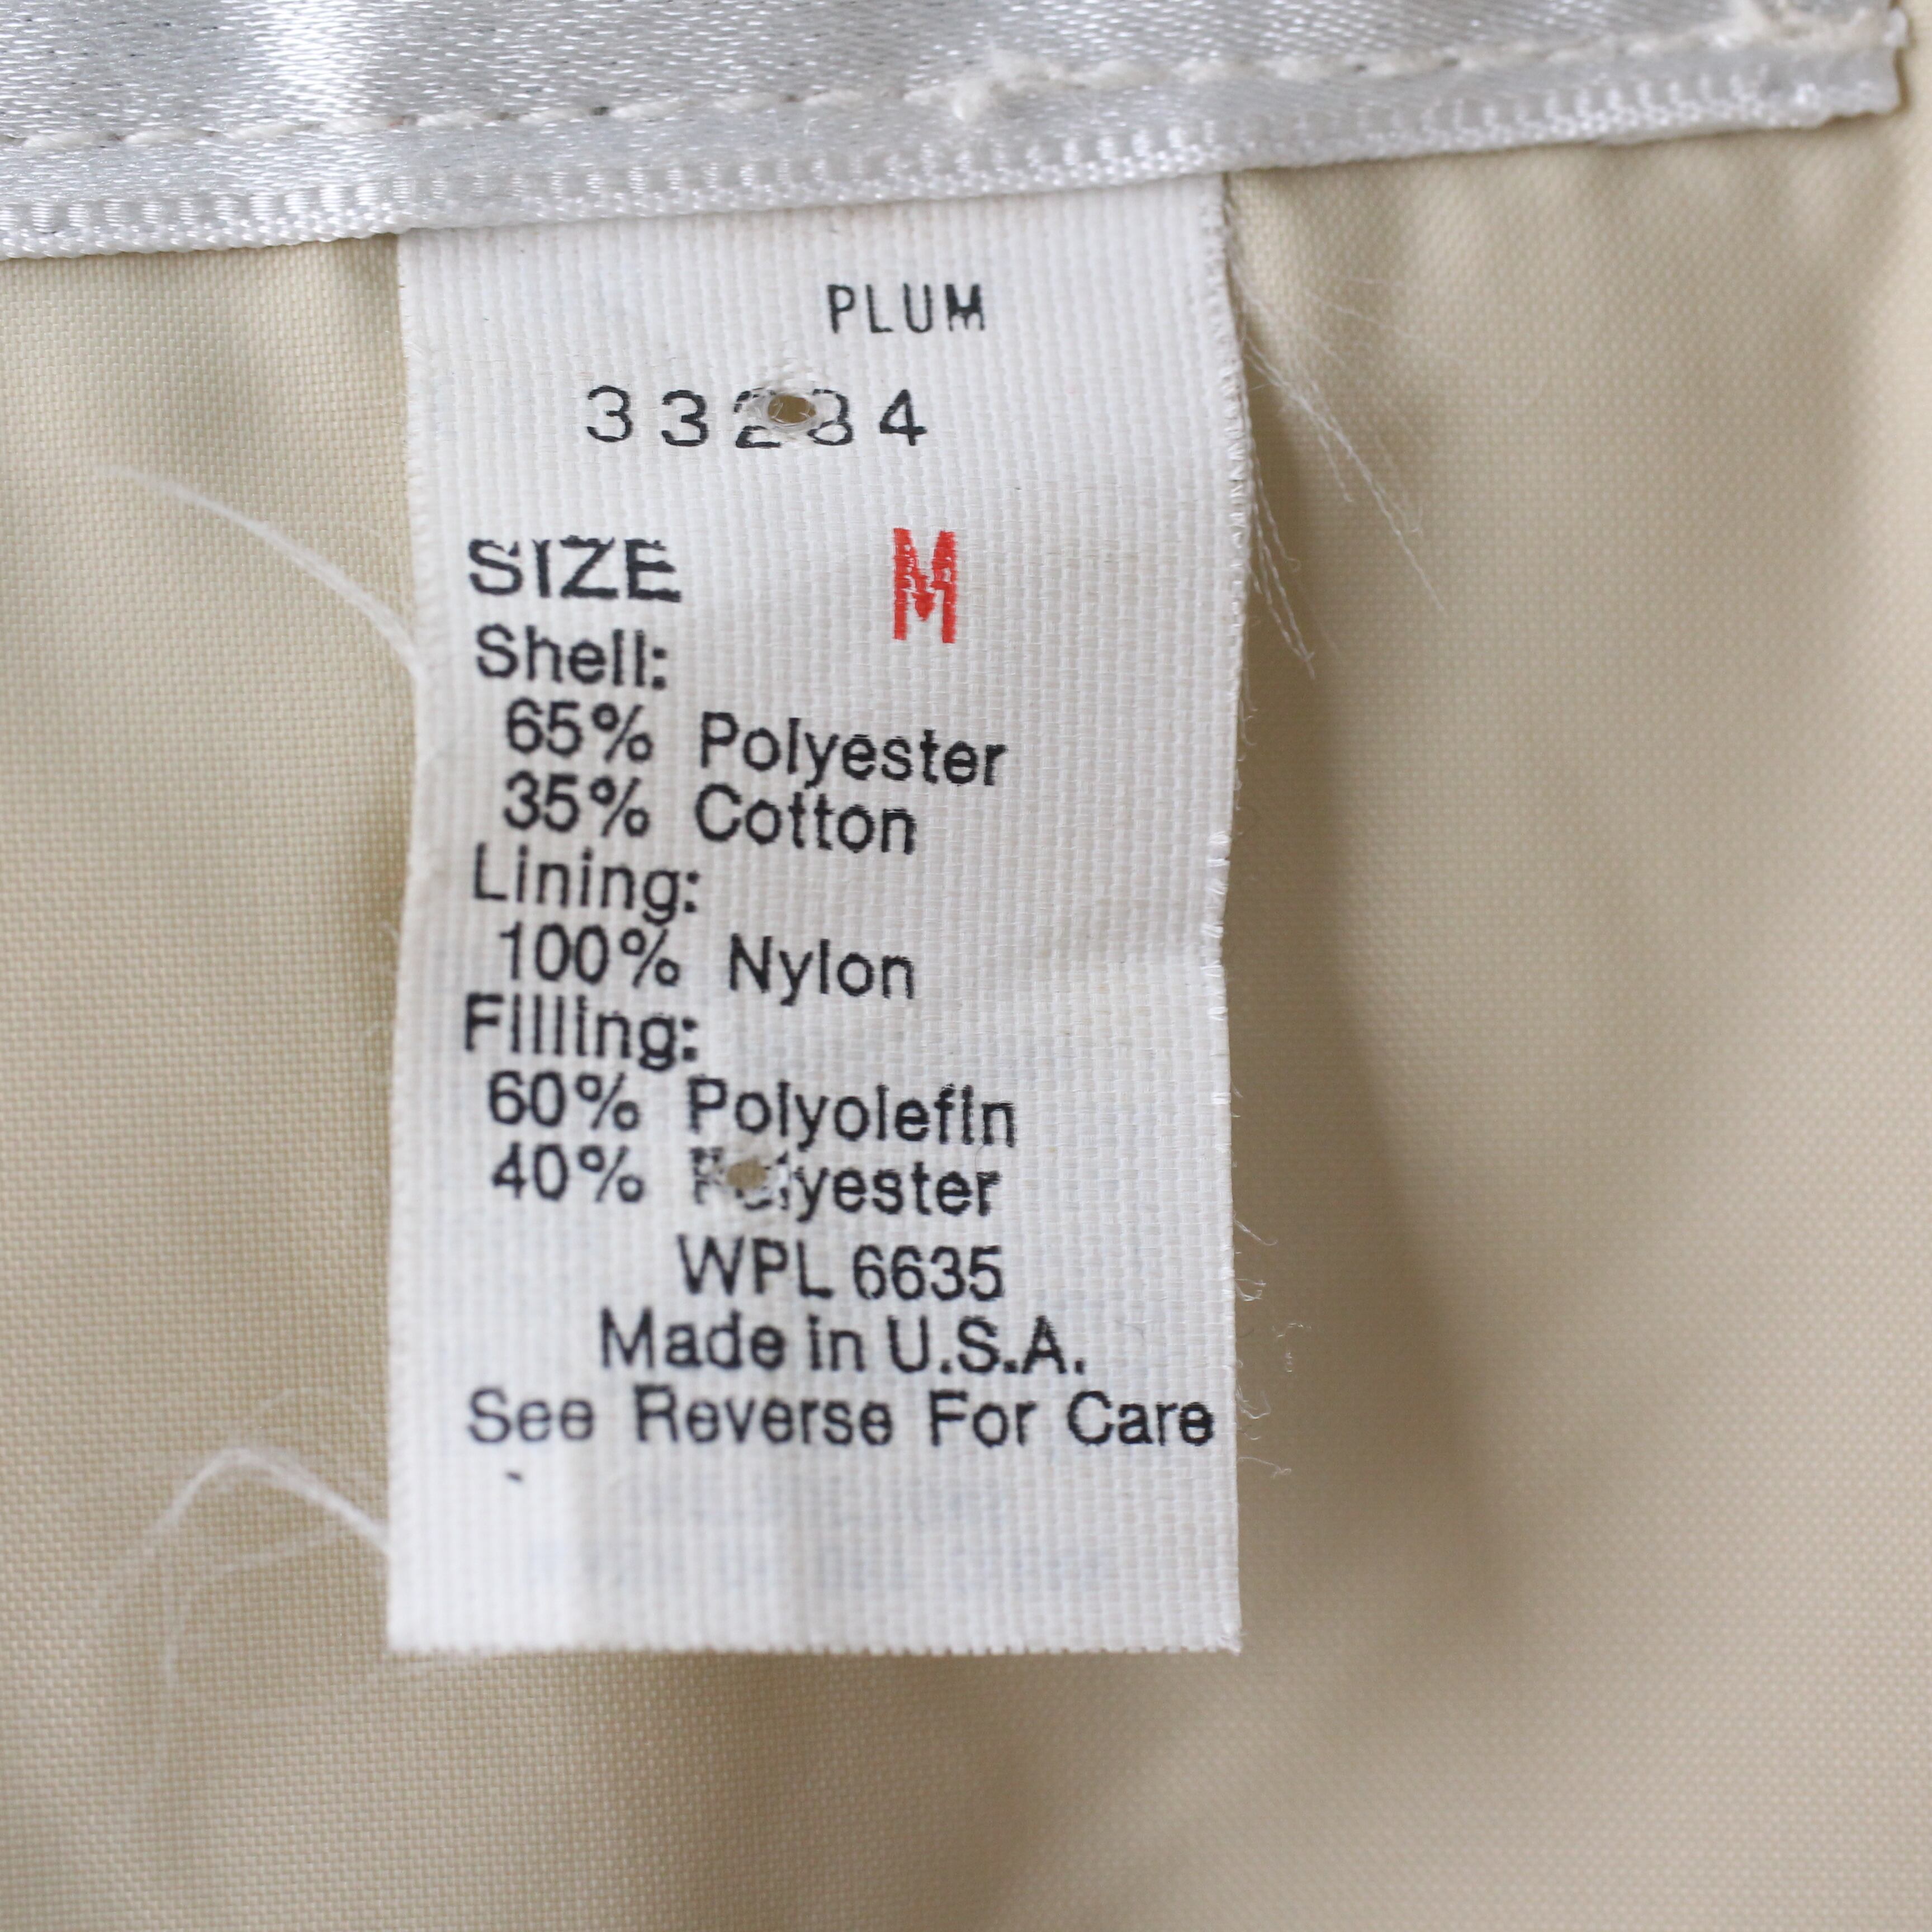 PLUM
33284
SIZE M
Shell:
65% Polyester
35% Cotton
Lining:
100% Nylon
Filling:
60% Polyolefin
40% Polyester
WPL 6635
Made in U.S.A.
See Reverse For Care